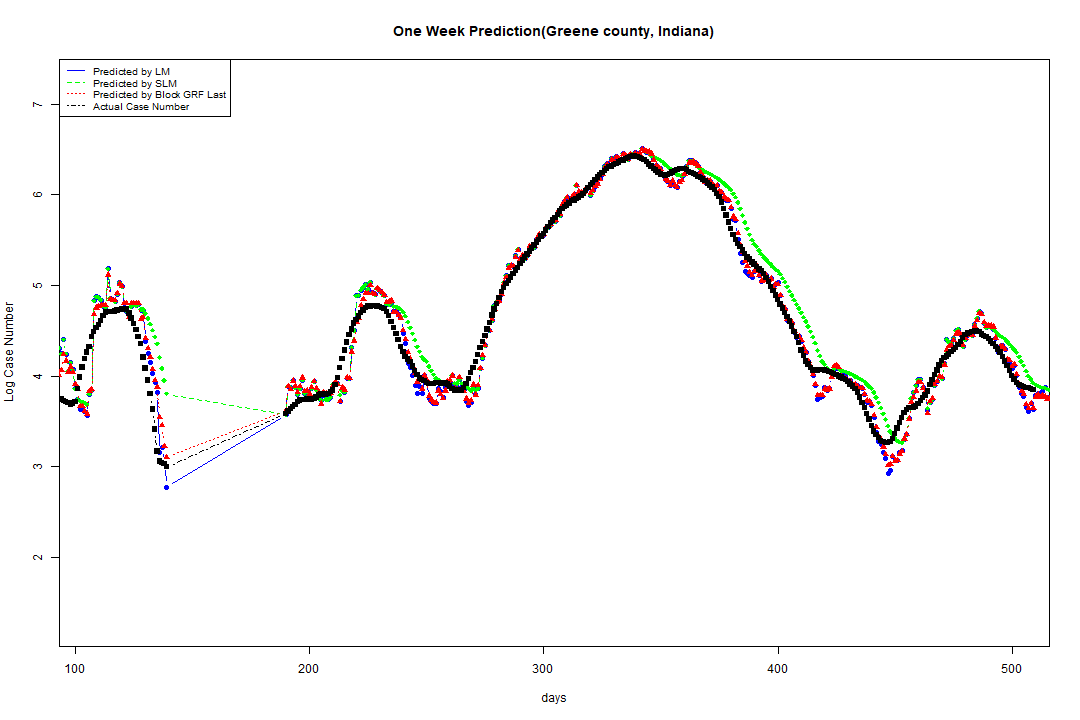 One Week Prediction(Greene county, Indiana)
Predicted by LM
Predicted by SLM
Predicted by Block GRF Last
Actual Case Number
Log Case Number
7
6
5
4
3
2
100 200 300 400 500
days